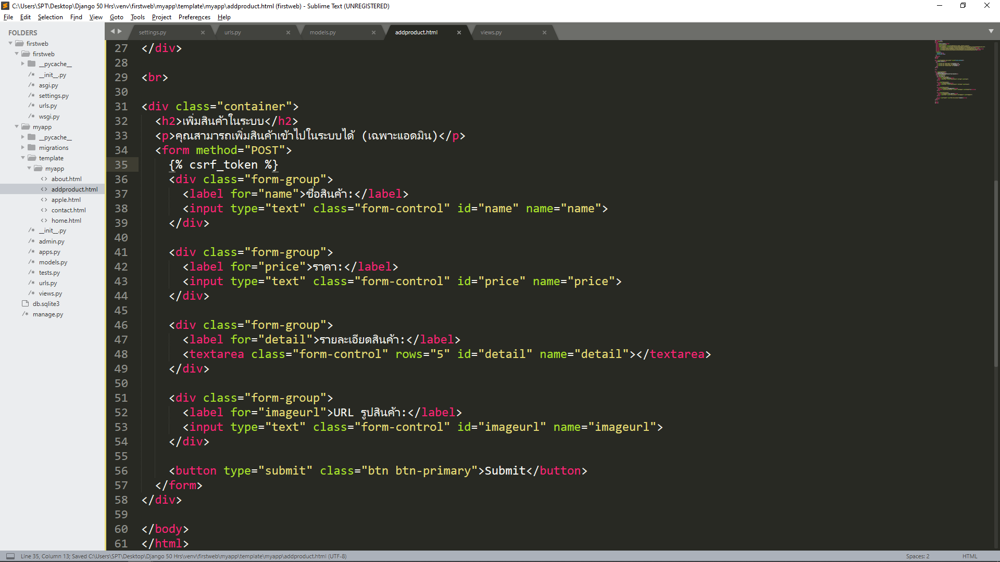 C:\Users\SPT\Desktop\Django 50 Hrs\venv\firstweb\myapp\template\myapp\addproduct.html (firstweb) - Sublime Text (UNREGISTERED)
File Edit Selection Find View Goto Tools Project Preferences Help
FOLDERS
firstweb
firstweb
__pycache__
__init__.py
asgi.py
settings.py
urls.py
wsgi.py
myapp
__pycache__
migrations
template
myapp
about.html
addproduct.html
apple.html
contact.html
home.html
__init__.py
admin.py
apps.py
models.py
tests.py
urls.py
views.py
db.sqlite3
manage.py
settings.py urls.py models.py addproduct.html views.py
27 </div>
28
29 <br>
30
31 <div class="container">
32 <h2>เพิ่มสินค้าในระบบ</h2>
33 <p>คุณสามารถเพิ่มสินค้าเข้าไปในระบบได้ (เฉพาะแอดมิน)</p>
34 <form method="POST">
35 {% csrf_token %}
36 <div class="form-group">
37 <label for="name">ชื่อสินค้า:</label>
38 <input type="text" class="form-control" id="name" name="name">
39 </div>
40
41 <div class="form-group">
42 <label for="price">ราคา:</label>
43 <input type="text" class="form-control" id="price" name="price">
44 </div>
45
46 <div class="form-group">
47 <label for="detail">รายละเอียดสินค้า:</label>
48 <textarea class="form-control" rows="5" id="detail" name="detail"></textarea>
49 </div>
50
51 <div class="form-group">
52 <label for="imageurl">URL รูปสินค้า:</label>
53 <input type="text" class="form-control" id="imageurl" name="imageurl">
54 </div>
55
56 <button type="submit" class="btn btn-primary">Submit</button>
57 </form>
58 </div>
59
60 </body>
61 </html>
Line 35, Column 13; Saved C:\Users\SPT\Desktop\Django 50 Hrs\venv\firstweb\myapp\template\myapp\addproduct.html (UTF-8) Spaces: 2 HTML